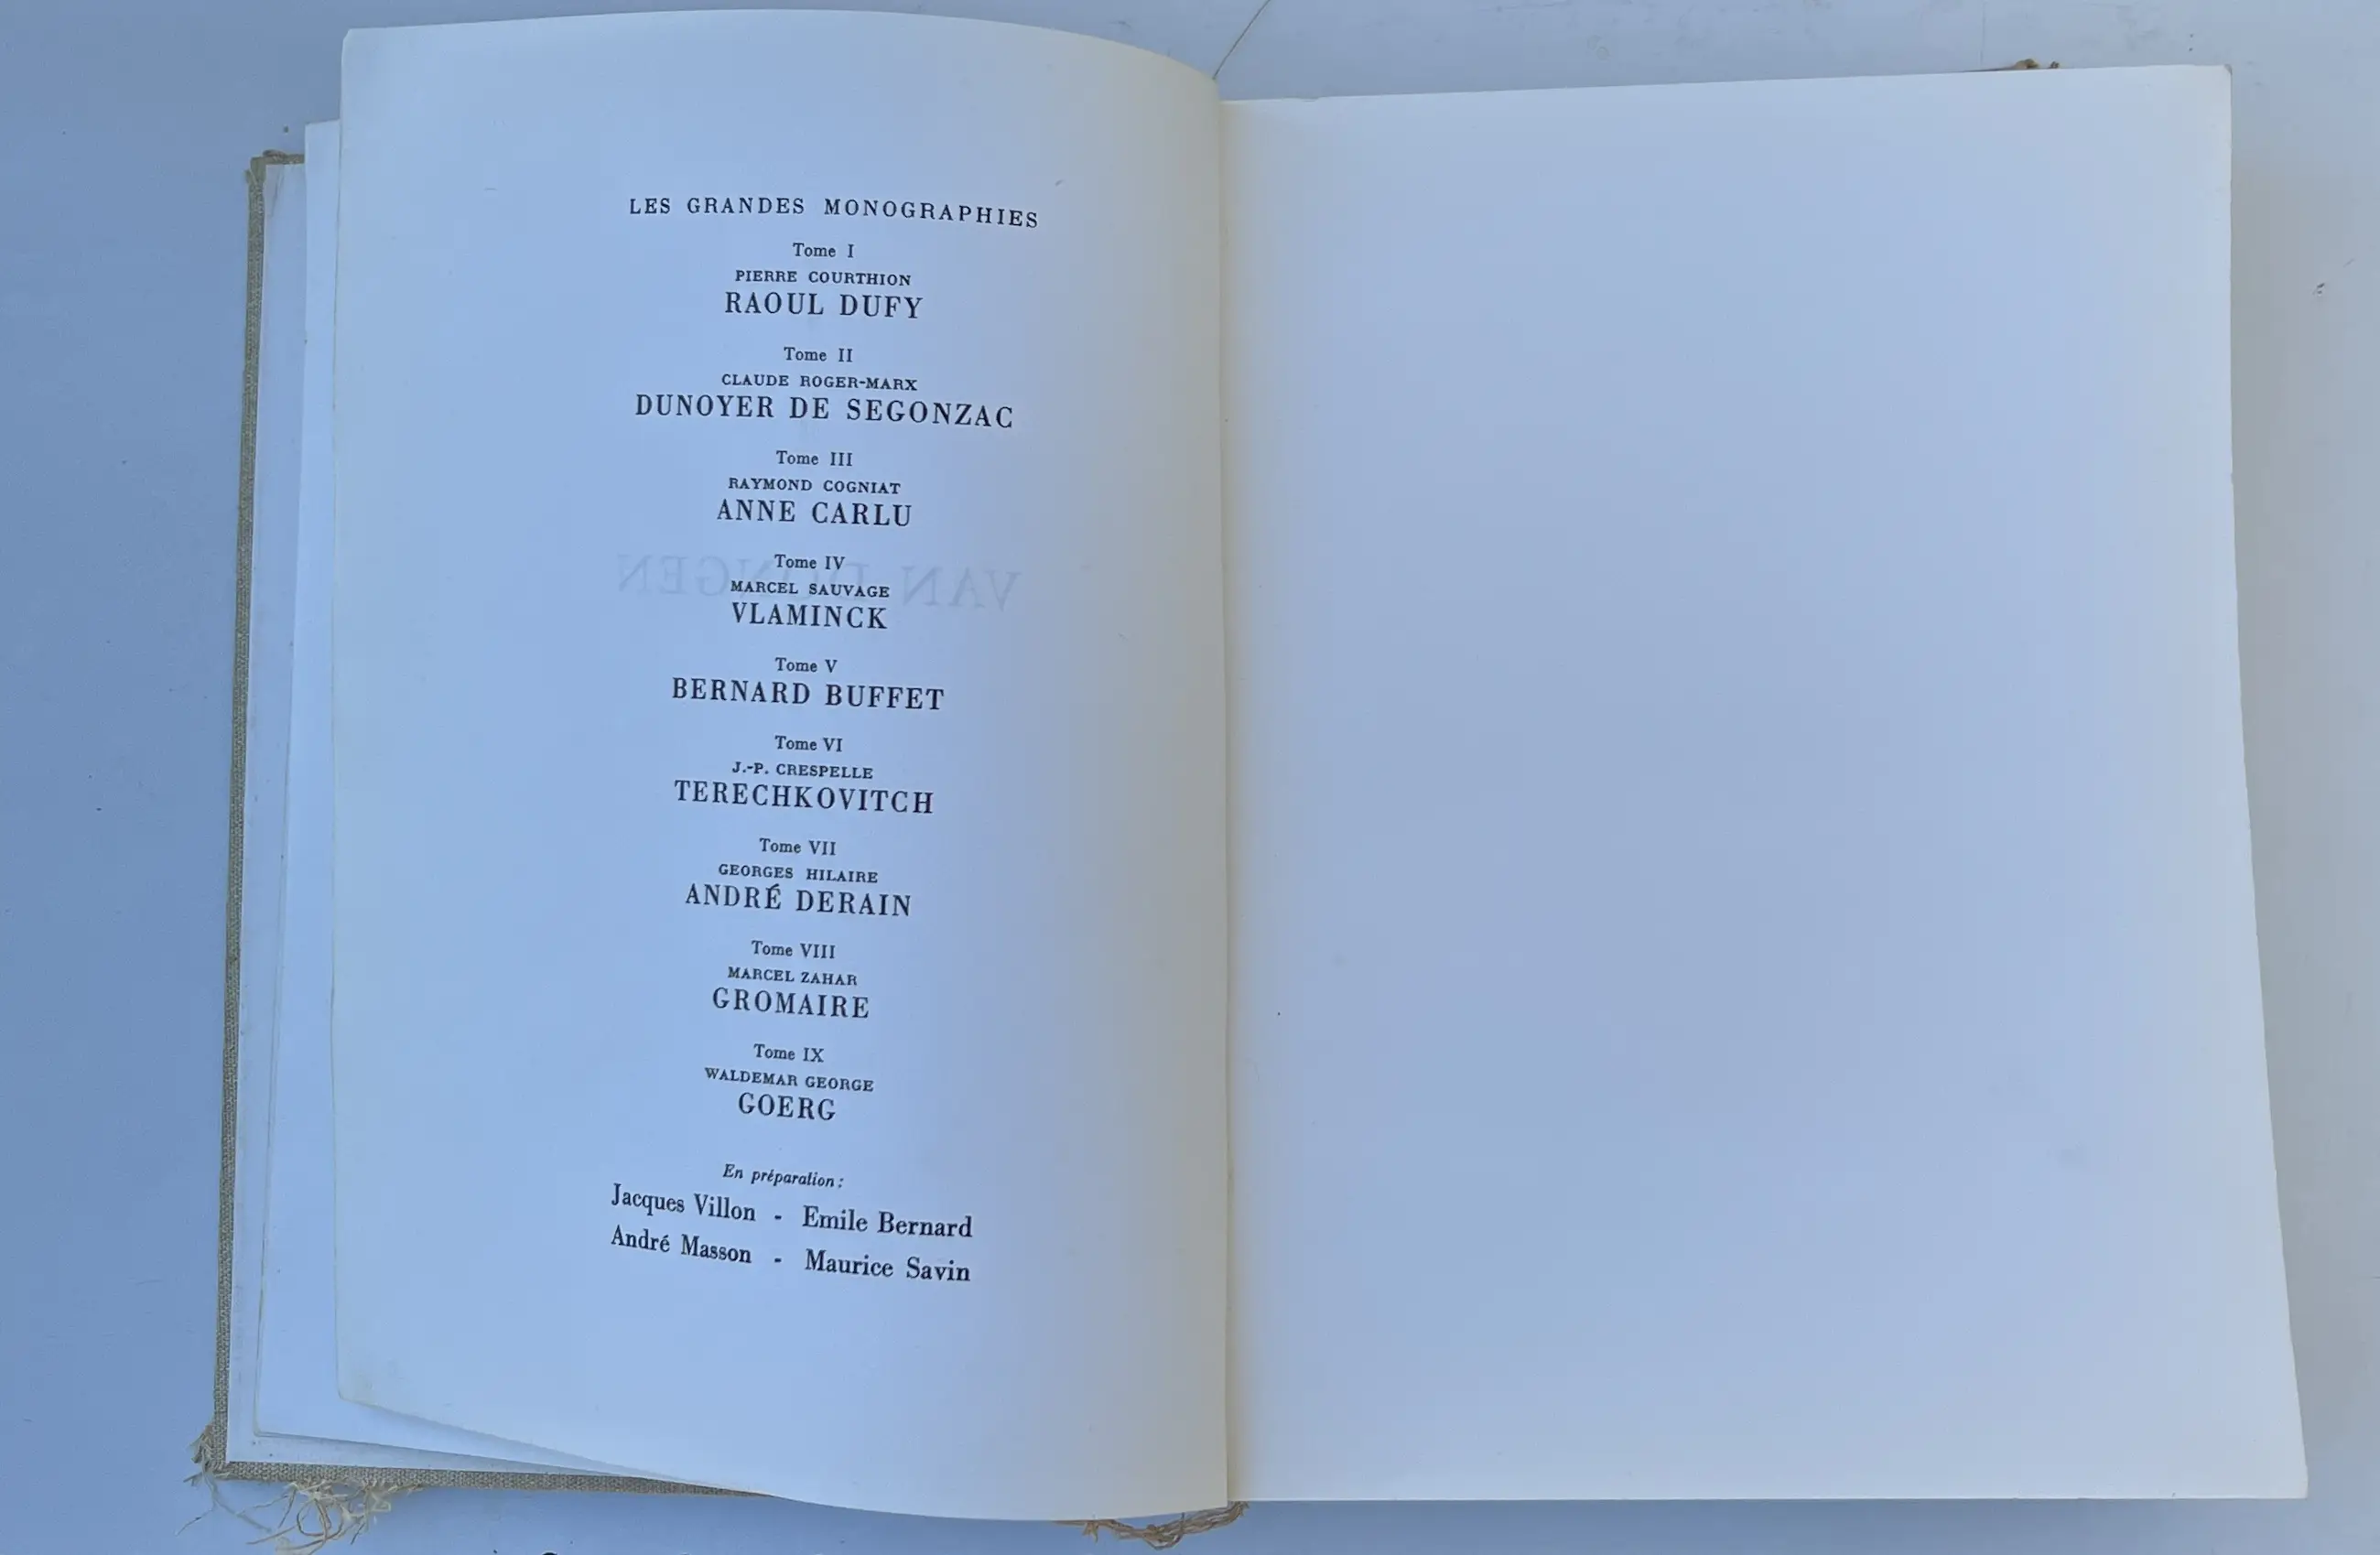 LES GRANDES MONOGRAPHIES
Tome I
PIERRE COURTHION
RAOUL DUFY
Tome II
CLAUDE ROGER-MARX
DUNOYER DE SEGONZAC
Tome III
RAYMOND COGNIAT
ANNE CARLU
Tome IV
MARCEL SAUVAGE
VLAMINCK
Tome V
BERNARD BUFFET
Tome VI
J.-P. CRESPELLE
TERECHKOVITCH
Tome VII
GEORGES HILAIRE
ANDRÉ DERAIN
Tome VIII
MARCEL ZAHAR
GROMAIRE
Tome IX
WALDEMAR GEORGE
GOERG
En préparation :
Jacques Villon - Emile Bernard
André Masson - Maurice Savin
VAN DONGEN